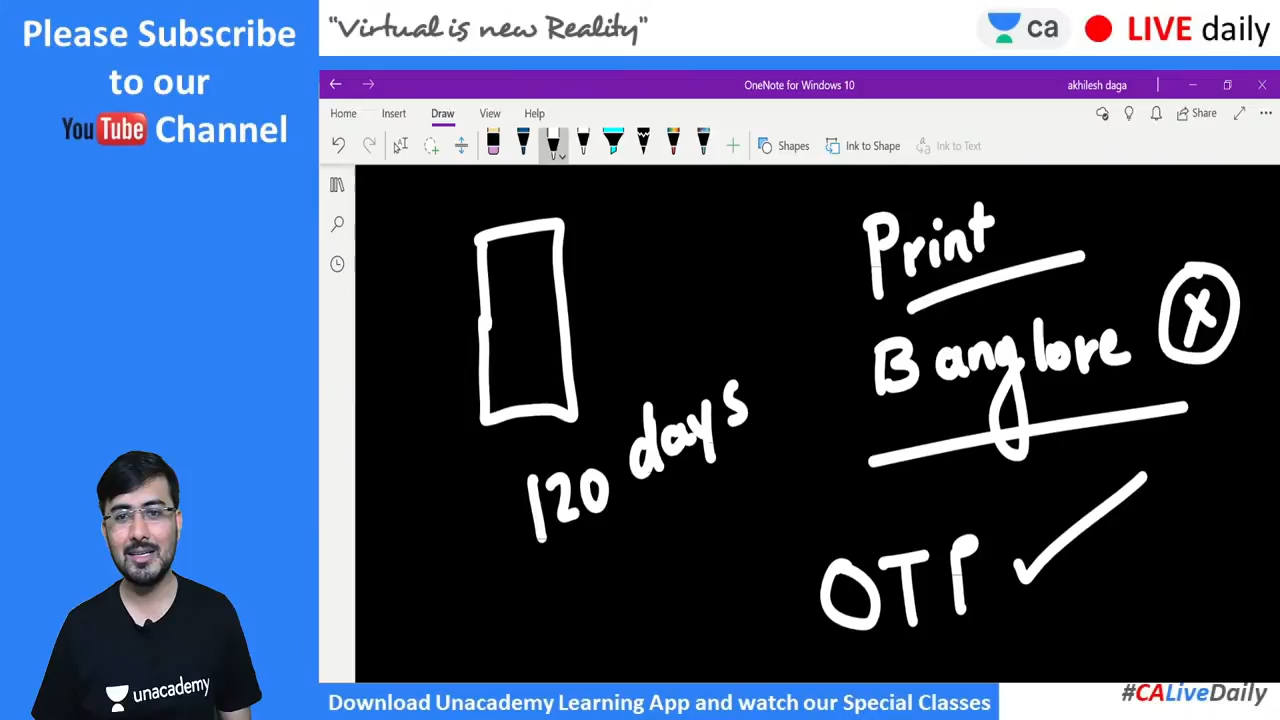 Please Subscribe
to our
YouTube Channel
"Virtual is new Reality"
ca LIVE daily
OneNote for Windows 10
akhilesh daga
Home Insert Draw View Help
Share
Shapes
Ink to Shape
Ink to Text
Print
Banglore X
120 days
OTP
unacademy
Download Unacademy Learning App and watch our Special Classes
#CALiveDaily